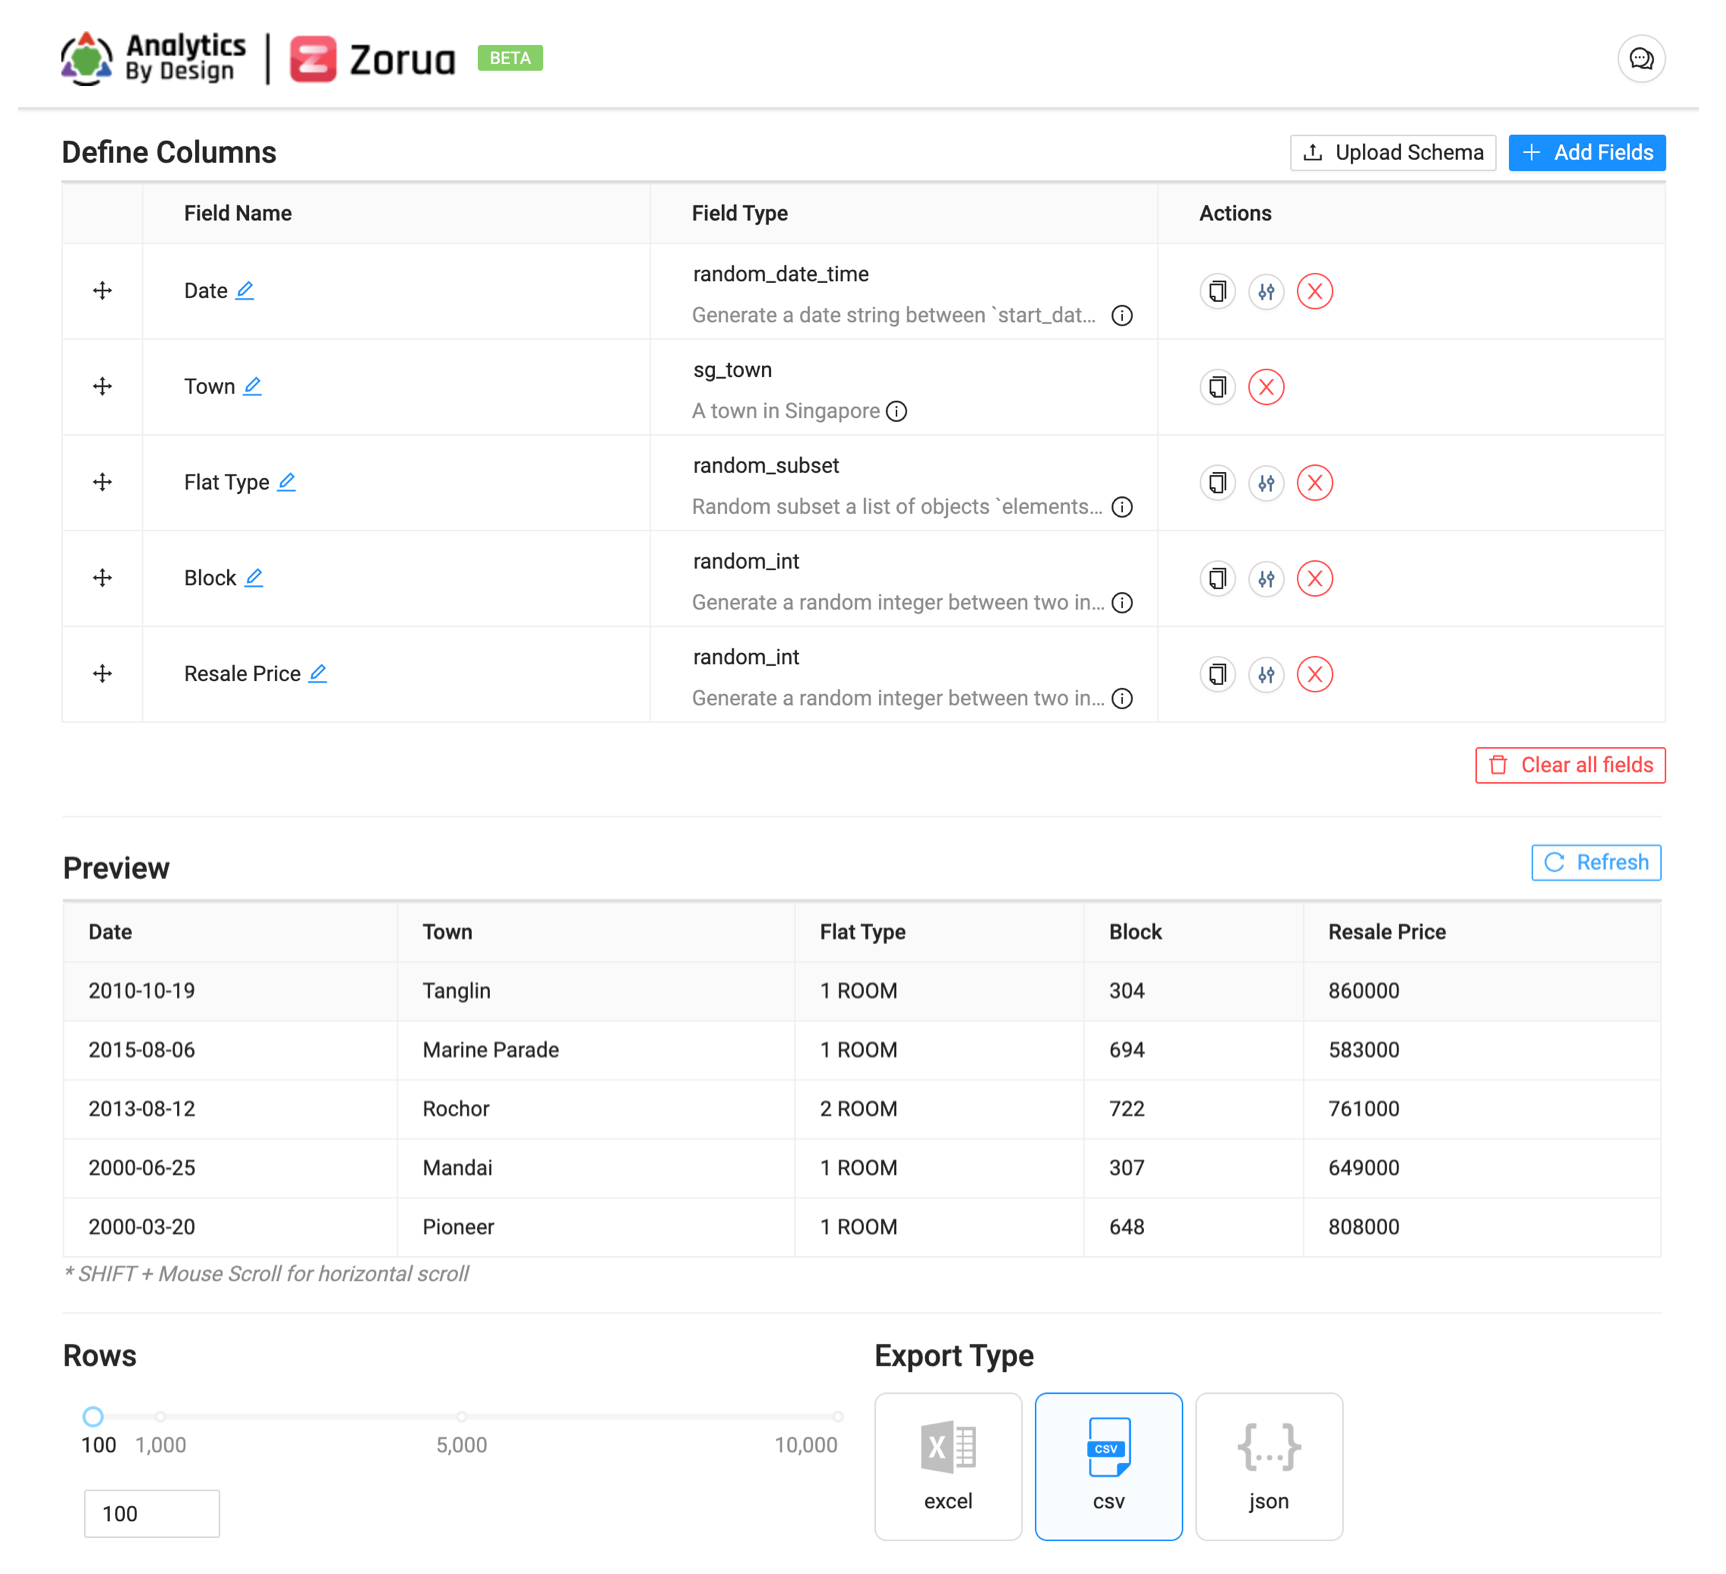 Analytics
By Design
Zorua BETA
Define Columns
Upload Schema
Add Fields
Field Name Field Type Actions
Date
random_date_time
Generate a date string between `start_dat...
Town
sg_town
A town in Singapore
Flat Type
random_subset
Random subset a list of objects `elements...
Block
random_int
Generate a random integer between two in...
Resale Price
random_int
Generate a random integer between two in...
Clear all fields
Preview
Refresh
Date Town Flat Type Block Resale Price
2010-10-19 Tanglin 1 ROOM 304 860000
2015-08-06 Marine Parade 1 ROOM 694 583000
2013-08-12 Rochor 2 ROOM 722 761000
2000-06-25 Mandai 1 ROOM 307 649000
2000-03-20 Pioneer 1 ROOM 648 808000
* SHIFT + Mouse Scroll for horizontal scroll
Rows
100 1,000 5,000 10,000
100
Export Type
X
excel
CSV
csv
{...}
json